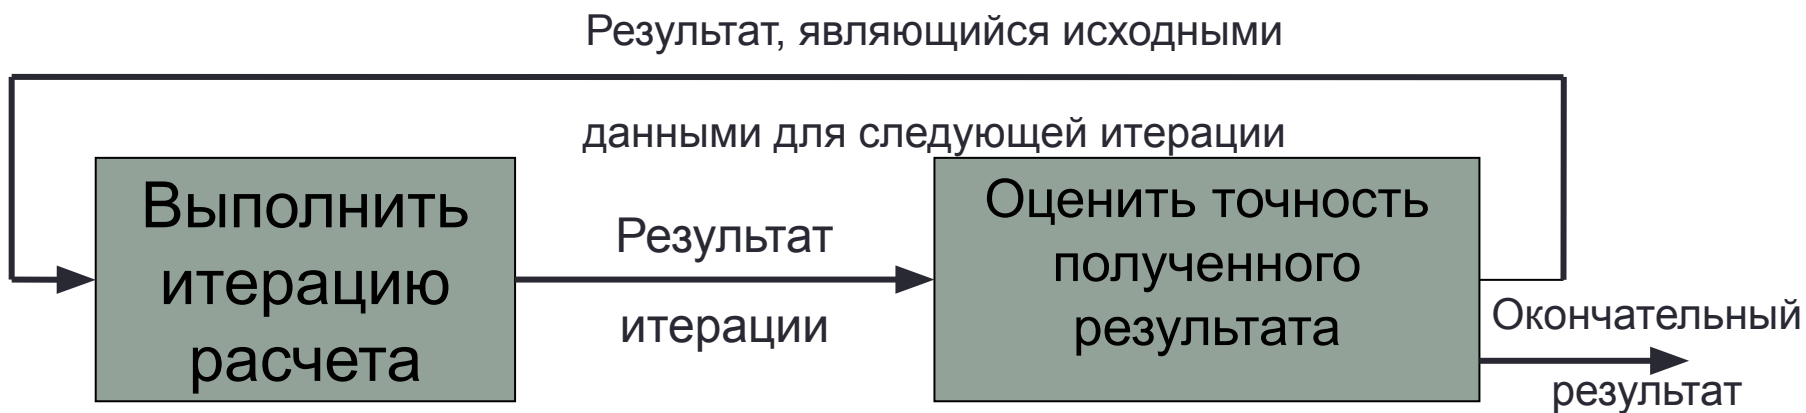 Результат, являющийся исходными
данными для следующей итерации
Выполнить
итерацию
расчета
Результат
итерации
Оценить точность
полученного
результата
Окончательный
результат